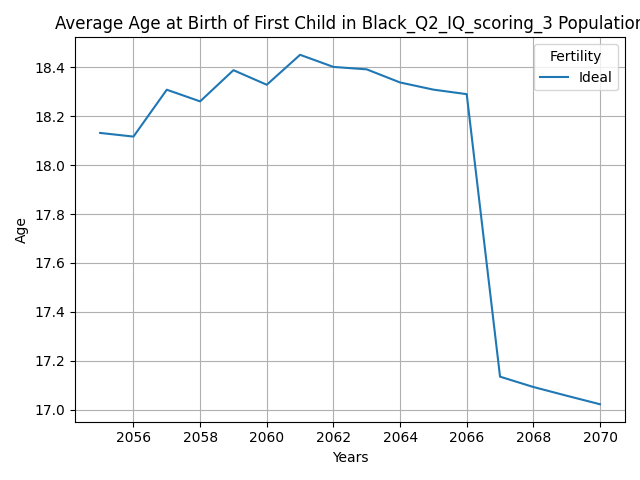 Average Age at Birth of First Child in Black_Q2_IQ_scoring_3 Population
Fertility
Ideal
Age
18.4
18.2
18.0
17.8
17.6
17.4
17.2
17.0
2056 2058 2060 2062 2064 2066 2068 2070
Years